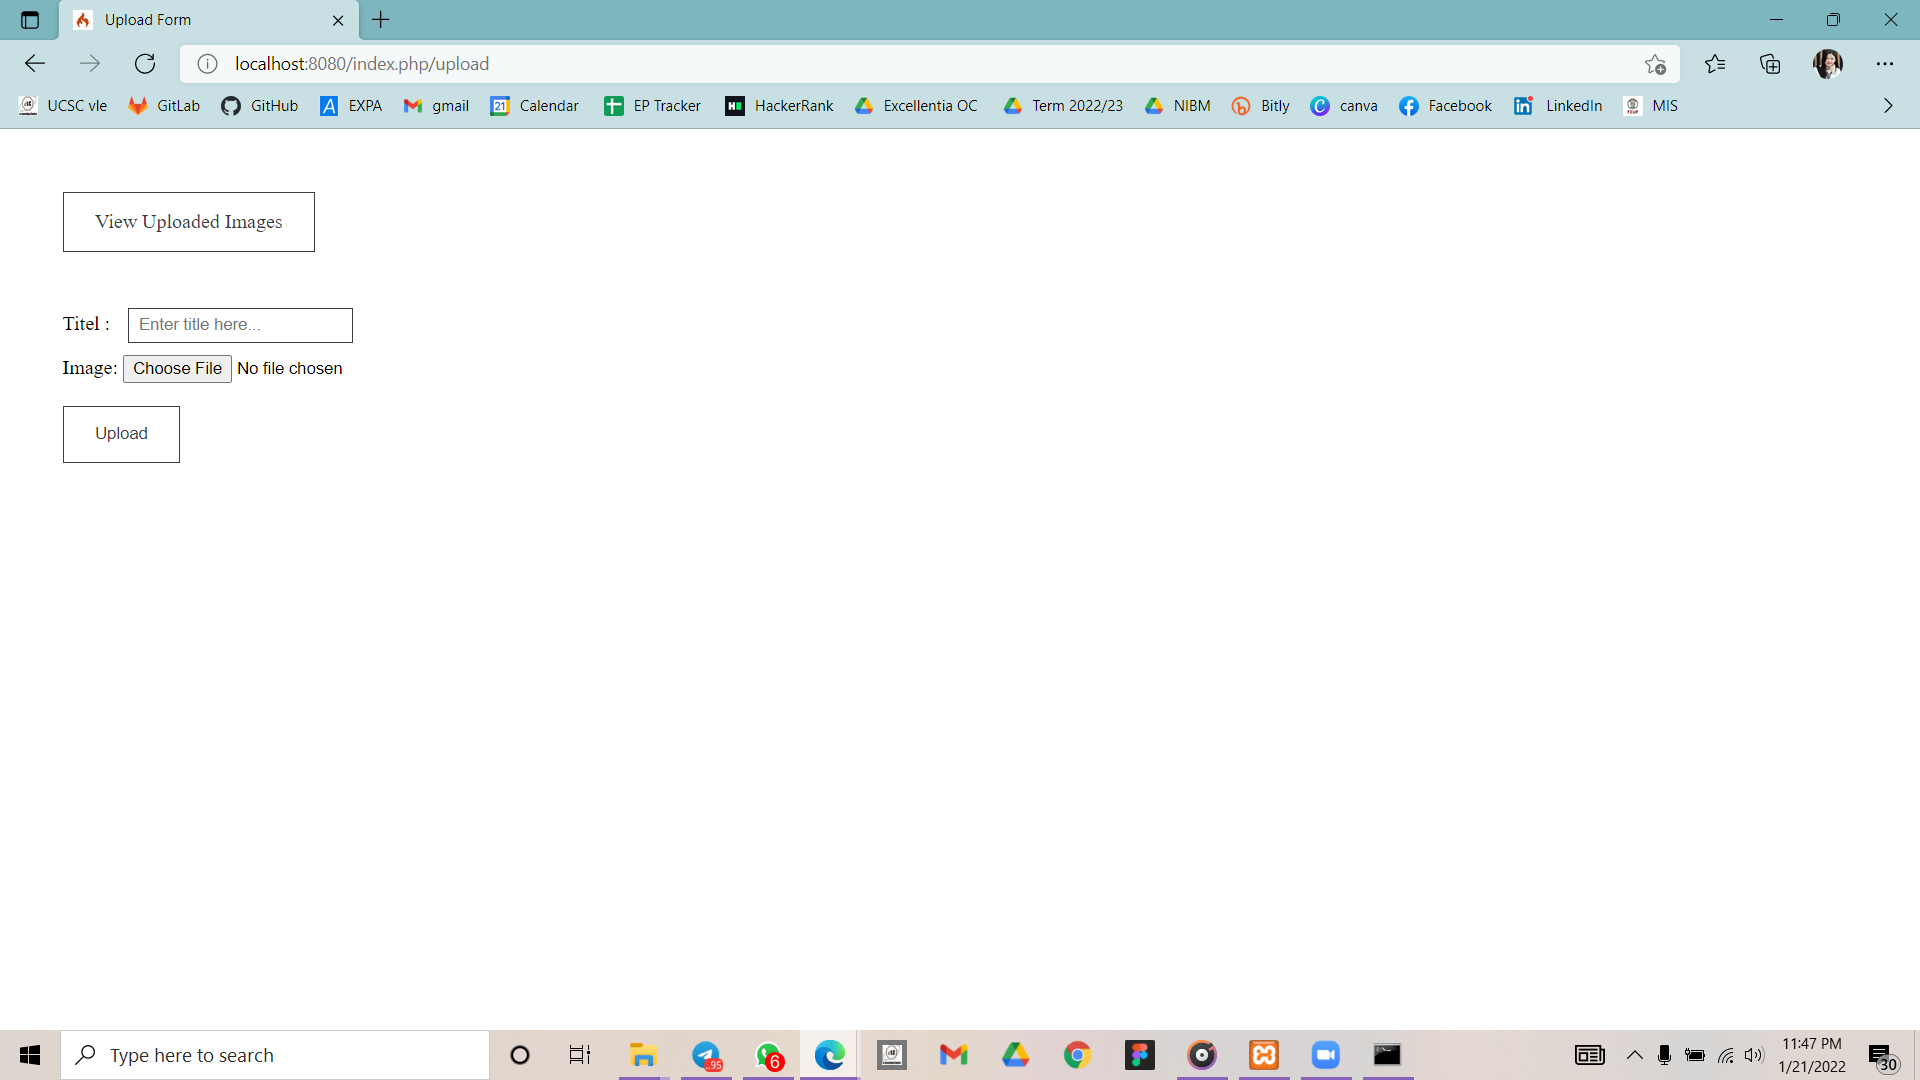 Upload Form
localhost:8080/index.php/upload
UCSC vle GitLab GitHub A EXPA gmail 21 Calendar EP Tracker H HackerRank Excellentia OC Term 2022/23 NIBM Bitly C canva Facebook in LinkedIn MIS
View Uploaded Images
Titel : Enter title here...
Image: Choose File No file chosen
Upload
Type here to search
..95
6
11:47 PM
1/21/2022
30